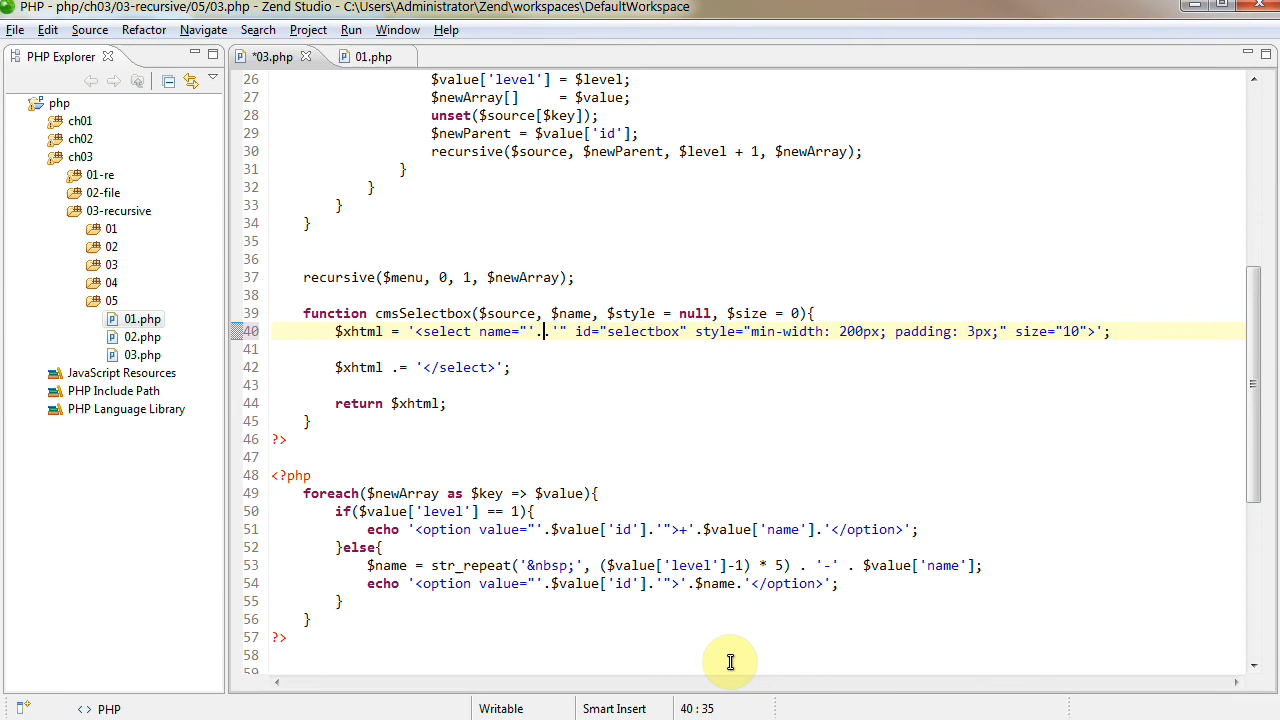 PHP - php/ch03/03-recursive/05/03.php - Zend Studio - C:\Users\Administrator\Zend\workspaces\DefaultWorkspace
File Edit Source Refactor Navigate Search Project Run Window Help
PHP Explorer
*03.php 01.php
php
ch01
ch02
ch03
01-re
02-file
03-recursive
01
02
03
04
05
01.php
02.php
03.php
JavaScript Resources
PHP Include Path
PHP Language Library
26 $value['level'] = $level;
27 $newArray[] = $value;
28 unset($source[$key]);
29 $newParent = $value['id'];
30 recursive($source, $newParent, $level + 1, $newArray);
31 }
32 }
33 }
34 }
35
36
37 recursive($menu, 0, 1, $newArray);
38
39 function cmsSelectbox($source, $name, $style = null, $size = 0){
40 $xhtml = '<select name="'..'" id="selectbox" style="min-width: 200px; padding: 3px;" size="10">';
41
42 $xhtml .= '</select>';
43
44 return $xhtml;
45 }
46 ?>
47
48 <?php
49 foreach($newArray as $key => $value){
50 if($value['level'] == 1){
51 echo '<option value="'.$value['id'].'">+'.$value['name'].'</option>';
52 }else{
53 $name = str_repeat('&nbsp;', ($value['level']-1) * 5) . '-' . $value['name'];
54 echo '<option value="'.$value['id'].'">'.$name.'</option>';
55 }
56 }
57 ?>
58
59
PHP Writable Smart Insert 40 : 35